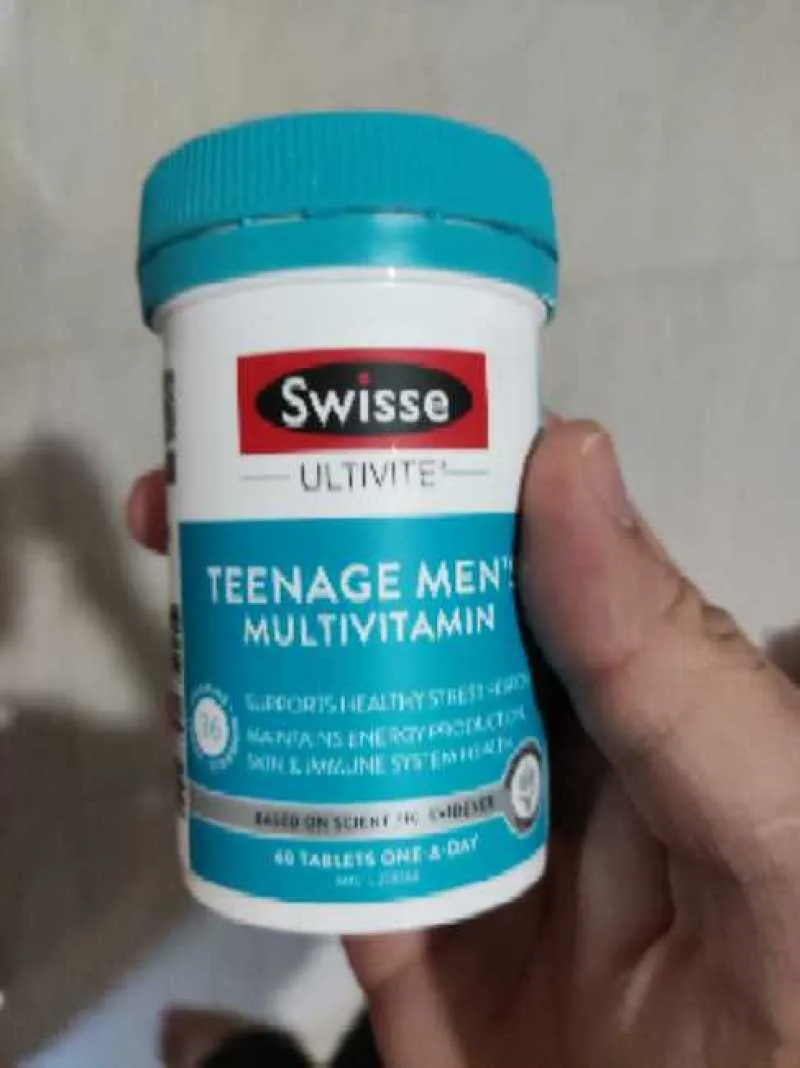 Swisse
ULTIVITE
TEENAGE MEN'S
MULTIVITAMIN
36
SUPPORTS HEALTHY STRESS
MAINTAINS ENERGY PRODUCTION,
SKIN & IMMUNE SYSTEM HEALTH
BASED ON SCIENTIFIC EVIDENCE
60 TABLETS ONE-A-DAY